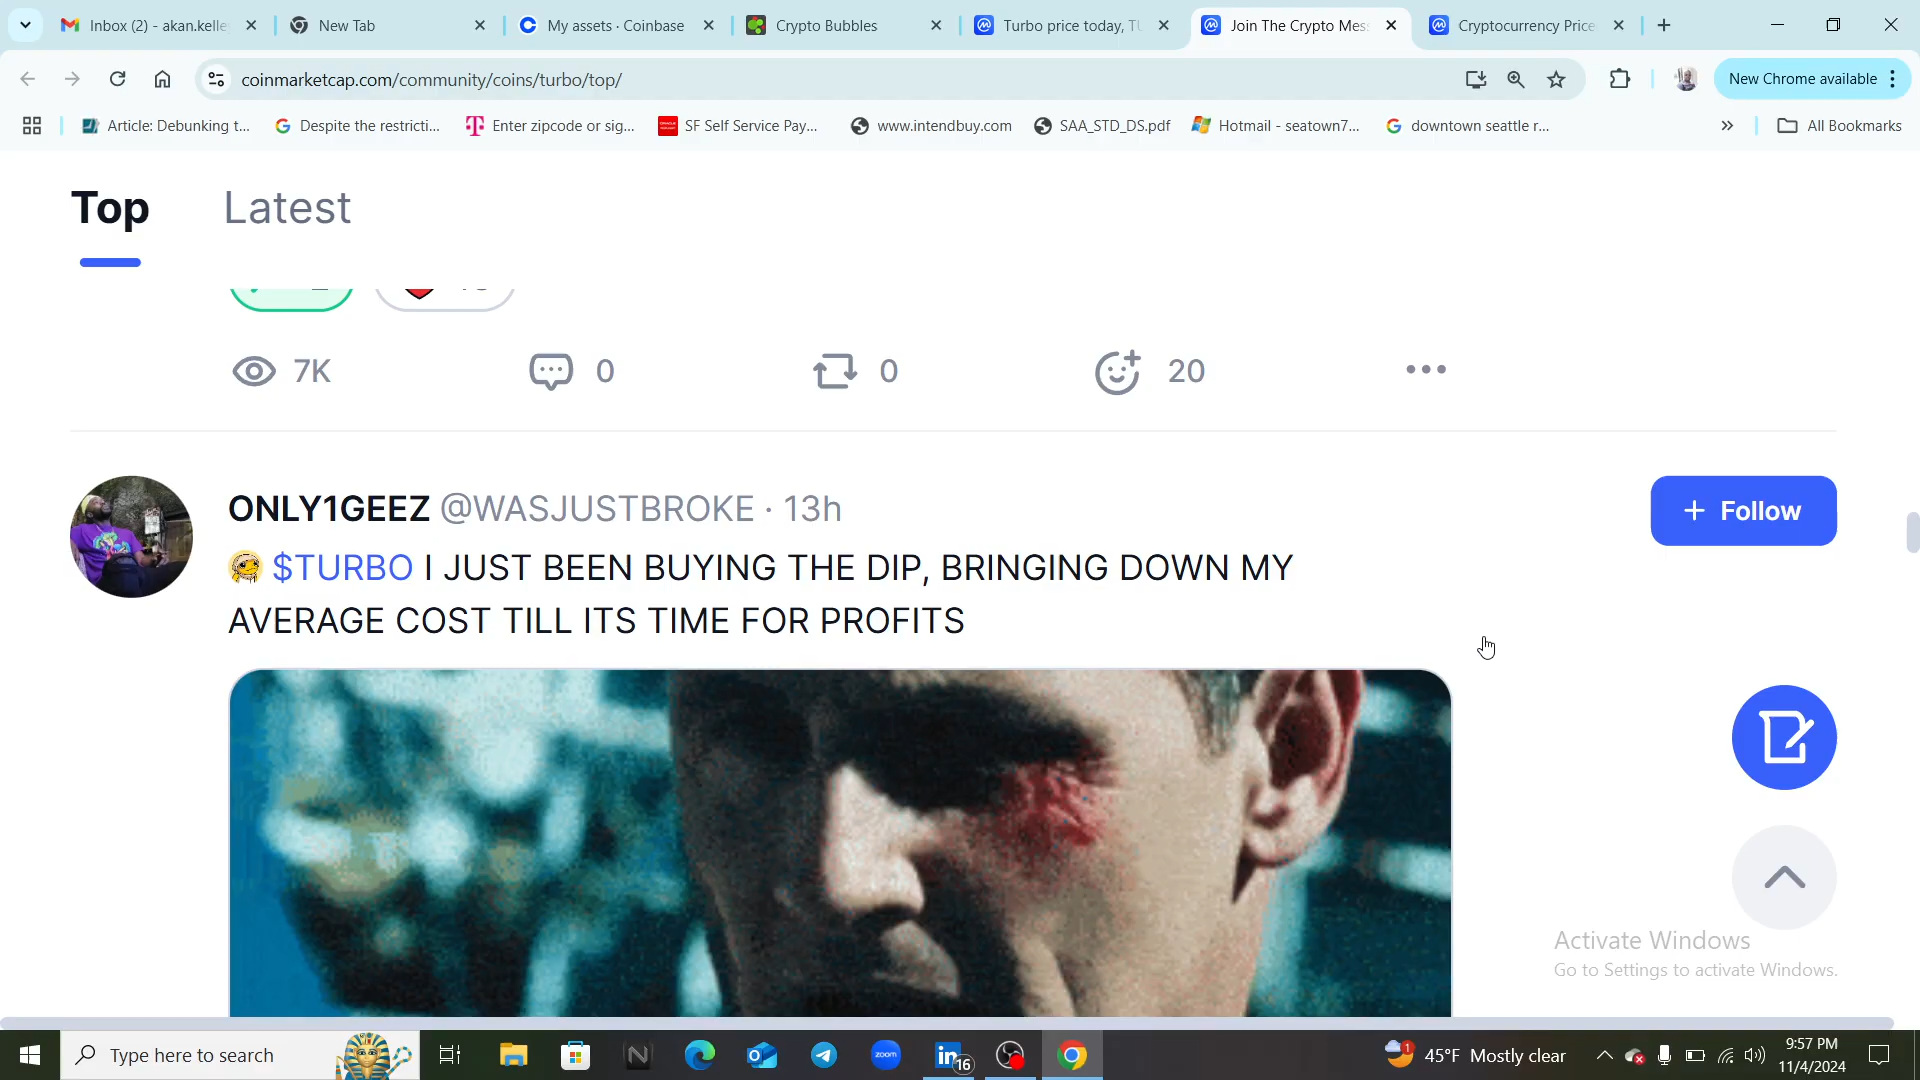 Inbox (2) - akan.kelle
New Tab
My assets · Coinbase
Crypto Bubbles
Turbo price today, TU
Join The Crypto Mes
Cryptocurrency Price
coinmarketcap.com/community/coins/turbo/top/
New Chrome available
Article: Debunking t...
Despite the restricti...
Enter zipcode or sig...
SF Self Service Pay...
www.intendbuy.com
SAA_STD_DS.pdf
Hotmail - seatown7...
downtown seattle r...
All Bookmarks
Top
Latest
7K
0
0
20
ONLY1GEEZ @WASJUSTBROKE · 13h
+ Follow
$TURBO I JUST BEEN BUYING THE DIP, BRINGING DOWN MY
AVERAGE COST TILL ITS TIME FOR PROFITS
Activate Windows
Go to Settings to activate Windows.
Type here to search
zoom
in
16
1
45°F Mostly clear
9:57 PM
11/4/2024